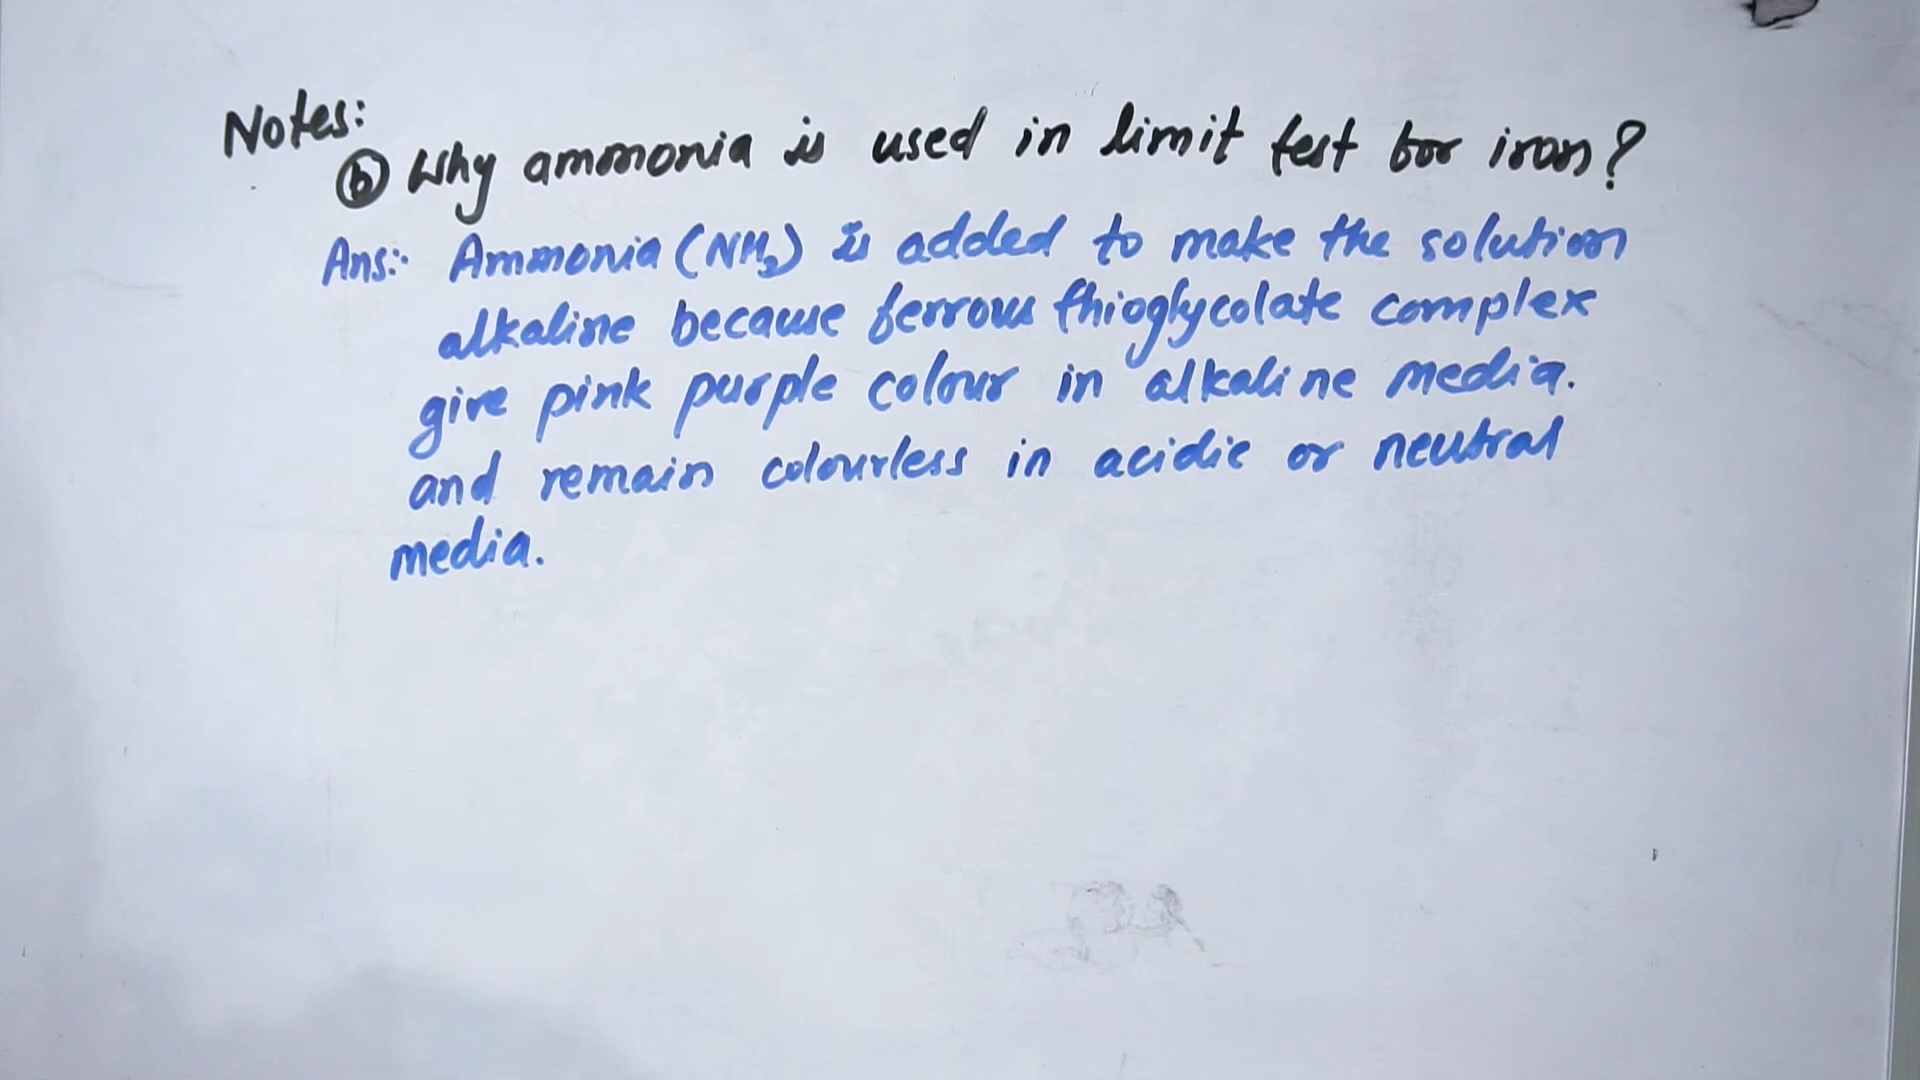 Notes:
ⓑ Why ammonia is used in limit test for iron?
Ans:- Ammonia (NH₃) is added to make the solution
alkaline because ferrous thioglycolate complex
give pink purple colour in alkaline media.
and remain colourless in acidic or neutral
media.